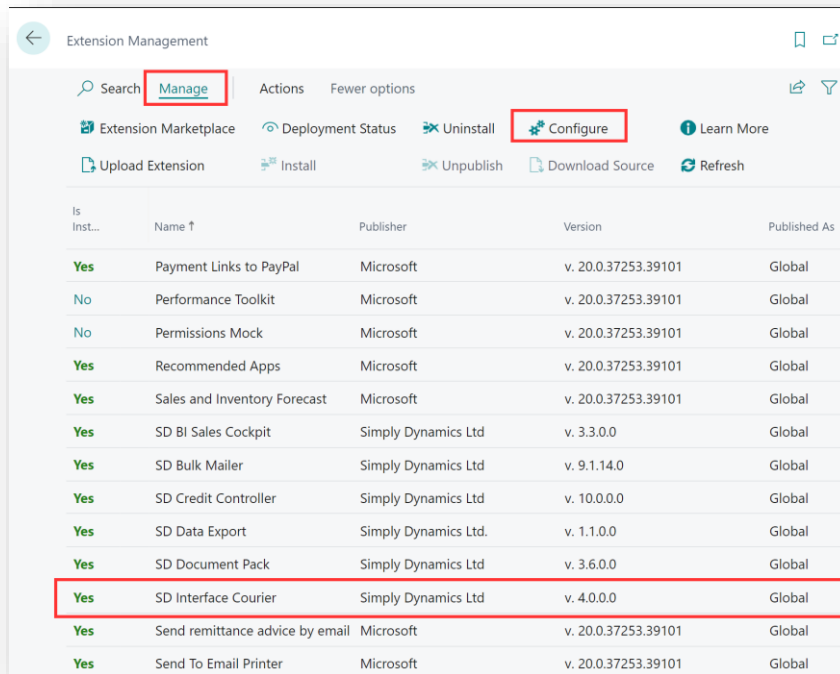 Extension Management
Search Manage Actions Fewer options
Extension Marketplace Deployment Status Uninstall Configure Learn More
Upload Extension Install Unpublish Download Source Refresh
Is
Inst... Name ↑ Publisher Version Published As
Yes Payment Links to PayPal Microsoft v. 20.0.37253.39101 Global
No Performance Toolkit Microsoft v. 20.0.37253.39101 Global
No Permissions Mock Microsoft v. 20.0.37253.39101 Global
Yes Recommended Apps Microsoft v. 20.0.37253.39101 Global
Yes Sales and Inventory Forecast Microsoft v. 20.0.37253.39101 Global
Yes SD BI Sales Cockpit Simply Dynamics Ltd v. 3.3.0.0 Global
Yes SD Bulk Mailer Simply Dynamics Ltd v. 9.1.14.0 Global
Yes SD Credit Controller Simply Dynamics Ltd v. 10.0.0.0 Global
Yes SD Data Export Simply Dynamics Ltd. v. 1.1.0.0 Global
Yes SD Document Pack Simply Dynamics Ltd v. 3.6.0.0 Global
Yes SD Interface Courier Simply Dynamics Ltd v. 4.0.0.0 Global
Yes Send remittance advice by email Microsoft v. 20.0.37253.39101 Global
Yes Send To Email Printer Microsoft v. 20.0.37253.39101 Global